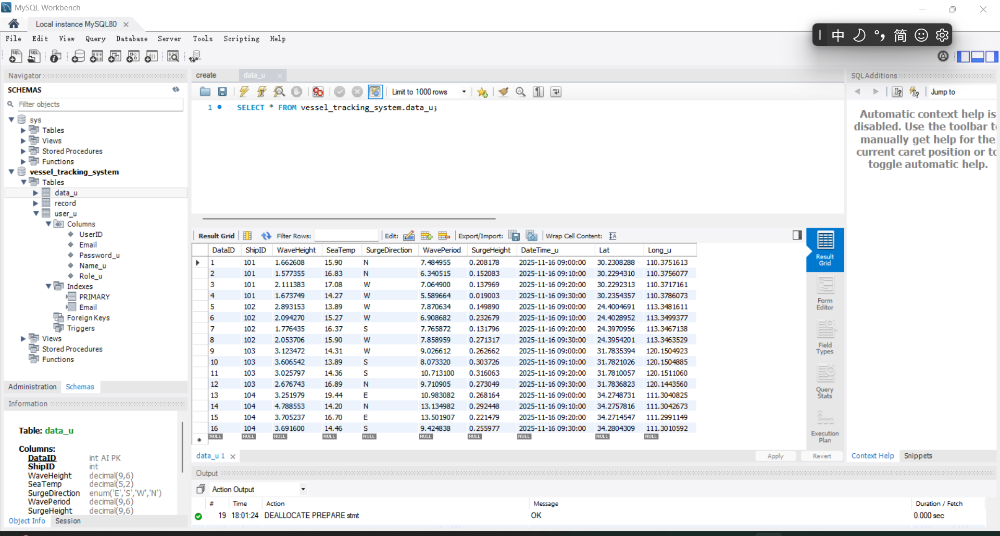 MySQL Workbench
Local instance MySQL80
File Edit View Query Database Server Tools Scripting Help
中 简
Navigator
SCHEMAS
Filter objects
sys
Tables
Views
Stored Procedures
Functions
vessel_tracking_system
Tables
data_u
record
user_u
Columns
UserID
Email
Password_u
Name_u
Role_u
Indexes
PRIMARY
Email
Foreign Keys
Triggers
Views
Stored Procedures
Functions
Administration Schemas
Information
Table: data_u
Columns:
DataID int AI PK
ShipID int
WaveHeight decimal(9,6)
SeaTemp decimal(5,2)
SurgeDirection enum('E','S','W','N')
WavePeriod decimal(9,6)
SurgeHeight decimal(9,6)
Object Info Session
create data_u
Limit to 1000 rows
1 SELECT * FROM vessel_tracking_system.data_u;
Result Grid Filter Rows: Edit: Export/Import: Wrap Cell Content:
DataID ShipID WaveHeight SeaTemp SurgeDirection WavePeriod SurgeHeight DateTime_u Lat Long_u
1 101 1.662608 15.90 N 7.484955 0.208178 2025-11-16 09:00:00 30.2308288 110.3751613
2 101 1.577355 16.83 N 6.340515 0.152083 2025-11-16 09:10:00 30.2294310 110.3756077
3 101 2.111383 17.08 W 7.064900 0.137969 2025-11-16 09:20:00 30.2292313 110.3717161
4 101 1.673749 14.27 W 5.589664 0.019003 2025-11-16 09:30:00 30.2354357 110.3786073
5 102 2.893153 13.89 W 7.870634 0.149890 2025-11-16 09:00:00 24.4004691 113.3481611
6 102 2.094270 15.27 W 6.908682 0.232679 2025-11-16 09:10:00 24.4028952 113.3499377
7 102 1.776435 16.37 S 7.765872 0.131796 2025-11-16 09:20:00 24.3970956 113.3467138
8 102 2.053706 15.90 W 7.858959 0.271317 2025-11-16 09:30:00 24.3954201 113.3463529
9 103 3.123472 14.31 W 9.026612 0.262662 2025-11-16 09:00:00 31.7835394 120.1504923
10 103 3.606542 13.89 S 8.073320 0.303726 2025-11-16 09:10:00 31.7821026 120.1504885
11 103 3.025797 14.36 S 10.713100 0.316063 2025-11-16 09:20:00 31.7810057 120.1511060
12 103 2.676743 16.89 N 9.710905 0.273049 2025-11-16 09:30:00 31.7836823 120.1443560
13 104 3.251979 19.44 E 10.983082 0.268164 2025-11-16 09:00:00 34.2748731 111.3040825
14 104 4.788553 14.20 N 13.134982 0.292448 2025-11-16 09:10:00 34.2757816 111.3042673
15 104 3.705237 16.70 E 13.501907 0.221479 2025-11-16 09:20:00 34.2714547 111.2991149
16 104 3.691600 14.46 S 9.424838 0.255977 2025-11-16 09:30:00 34.2804309 111.3010592
NULL NULL NULL NULL NULL NULL NULL NULL NULL NULL
Result Grid
Form Editor
Field Types
Query Stats
Execution Plan
data_u 1
Apply Revert
Output
Action Output
# Time Action Message Duration / Fetch
19 18:01:24 DEALLOCATE PREPARE stmt OK 0.000 sec
SQLAdditions
Jump to
Automatic context help is
disabled. Use the toolbar t
manually get help for the
current caret position or to
toggle automatic help.
Context Help Snippets